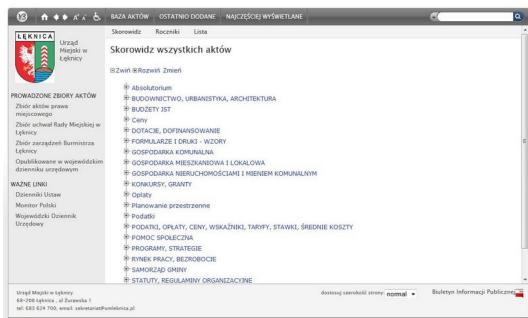 BAZA AKTÓW OSTATNIO DODANE NAJCZĘŚCIEJ WYŚWIETLANE
A A
Skorowidz Roczniki Lista
ŁĘKNICA
Urząd
Miejski w
Łęknicy
Skorowidz wszystkich aktów
Zwiń Rozwiń Zmień
PROWADZONE ZBIORY AKTÓW
Zbiór aktów prawa
miejscowego
Zbiór uchwał Rady Miejskiej w
Łęknicy
Zbiór zarządzeń Burmistrza
Łęknicy
Opublikowane w wojewódzkim
dzienniku urzędowym
WAŻNE LINKI
Dzienniki Ustaw
Monitor Polski
Wojewódzki Dziennik
Urzędowy
Absolutorium
BUDOWNICTWO, URBANISTYKA, ARCHITEKTURA
BUDŻETY JST
Ceny
DOTACJE, DOFINANSOWANIE
FORMULARZE I DRUKI - WZORY
GOSPODARKA KOMUNALNA
GOSPODARKA MIESZKANIOWA I LOKALOWA
GOSPODARKA NIERUCHOMOŚCIAMI I MIENIEM KOMUNALNYM
KONKURSY, GRANTY
Opłaty
Planowanie przestrzenne
Podatki
PODATKI, OPŁATY, CENY, WSKAŹNIKI, TARYFY, STAWKI, ŚREDNIE KOSZTY
POMOC SPOŁECZNA
PROGRAMY, STRATEGIE
RYNEK PRACY, BEZROBOCIE
SAMORZĄD GMINY
STATUTY, REGULAMINY ORGANIZACYJNE
Urząd Miejski w Łęknicy
68-208 Łęknica , ul Żurawska 1
tel: 683 624 700, email: sekretariat@umleknica.pl
dostosuj szerokość strony: normal
Biuletyn Informacji Publicznej